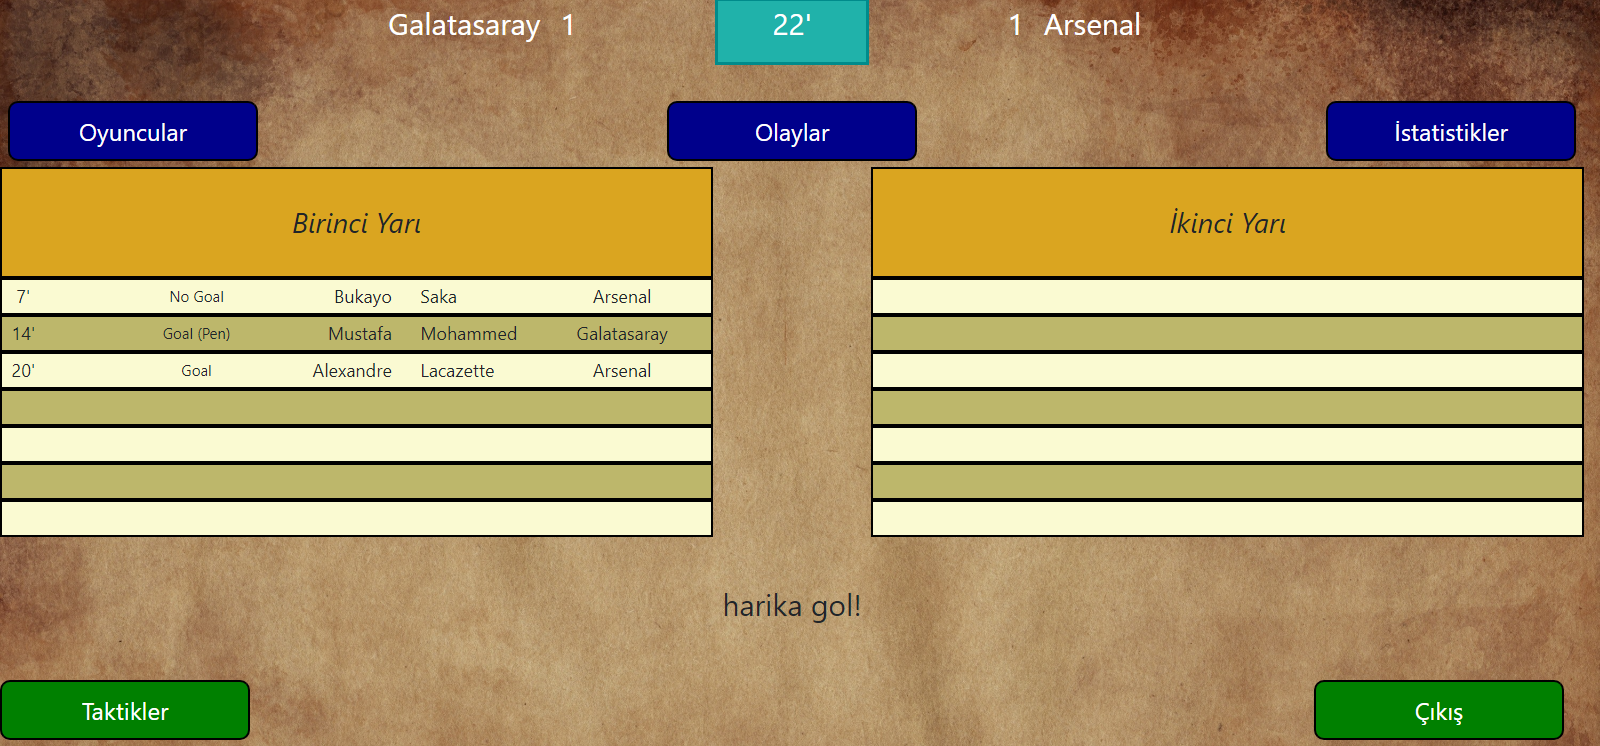 Galatasaray 1 22' 1 Arsenal
Oyuncular Olaylar İstatistikler
Birinci Yarı İkinci Yarı
7' No Goal Bukayo Saka Arsenal
14' Goal (Pen) Mustafa Mohammed Galatasaray
20' Goal Alexandre Lacazette Arsenal
harika gol!
Taktikler Çıkış